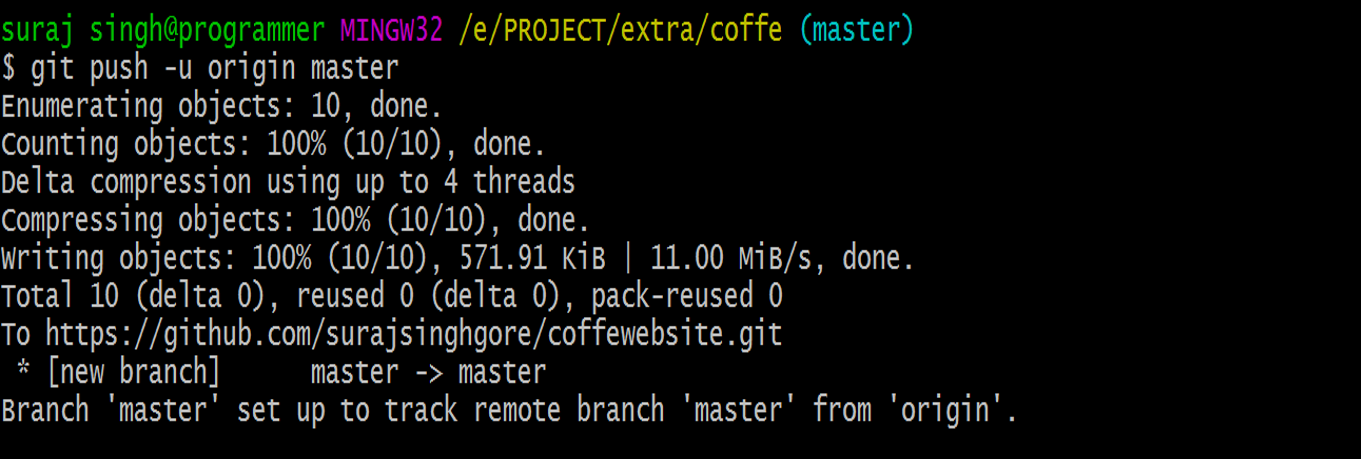 suraj singh@programmer MINGW32 /e/PROJECT/extra/coffe (master)
$ git push -u origin master
Enumerating objects: 10, done.
Counting objects: 100% (10/10), done.
Delta compression using up to 4 threads
Compressing objects: 100% (10/10), done.
Writing objects: 100% (10/10), 571.91 KiB | 11.00 MiB/s, done.
Total 10 (delta 0), reused 0 (delta 0), pack-reused 0
To https://github.com/surajsinghgore/coffewebsite.git
 * [new branch]      master -> master
Branch 'master' set up to track remote branch 'master' from 'origin'.